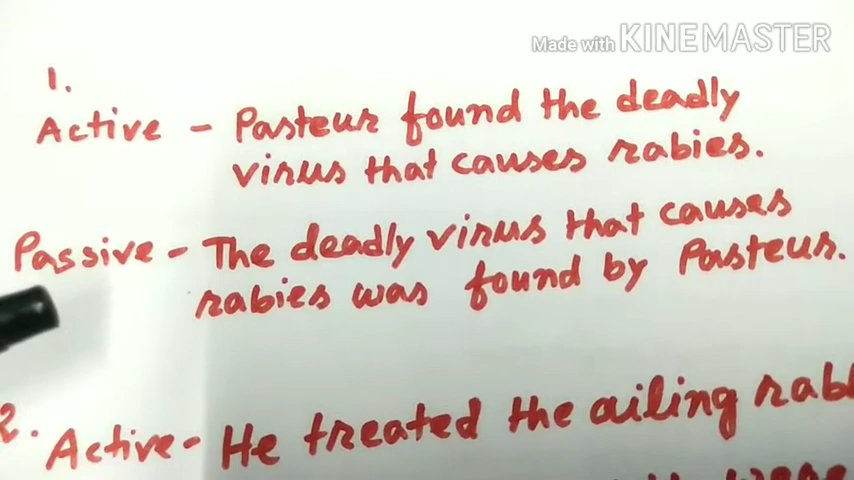 Made with KINEMASTER
1.
Active - Pasteur found the deadly
virus that causes rabies.
Passive - The deadly virus that causes
rabies was found by Pasteur.
2.
Active - He treated the ailing